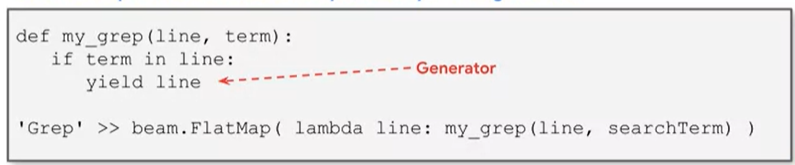 def my_grep(line, term):
   if term in line:
      yield line
Generator
'Grep' >> beam.FlatMap( lambda line: my_grep(line, searchTerm) )